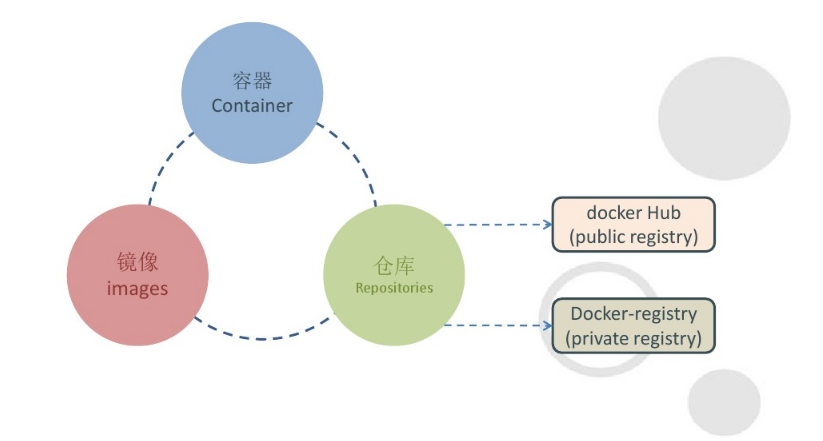 容器
Container
镜像
images
仓库
Repositories
docker Hub
(public registry)
Docker-registry
(private registry)